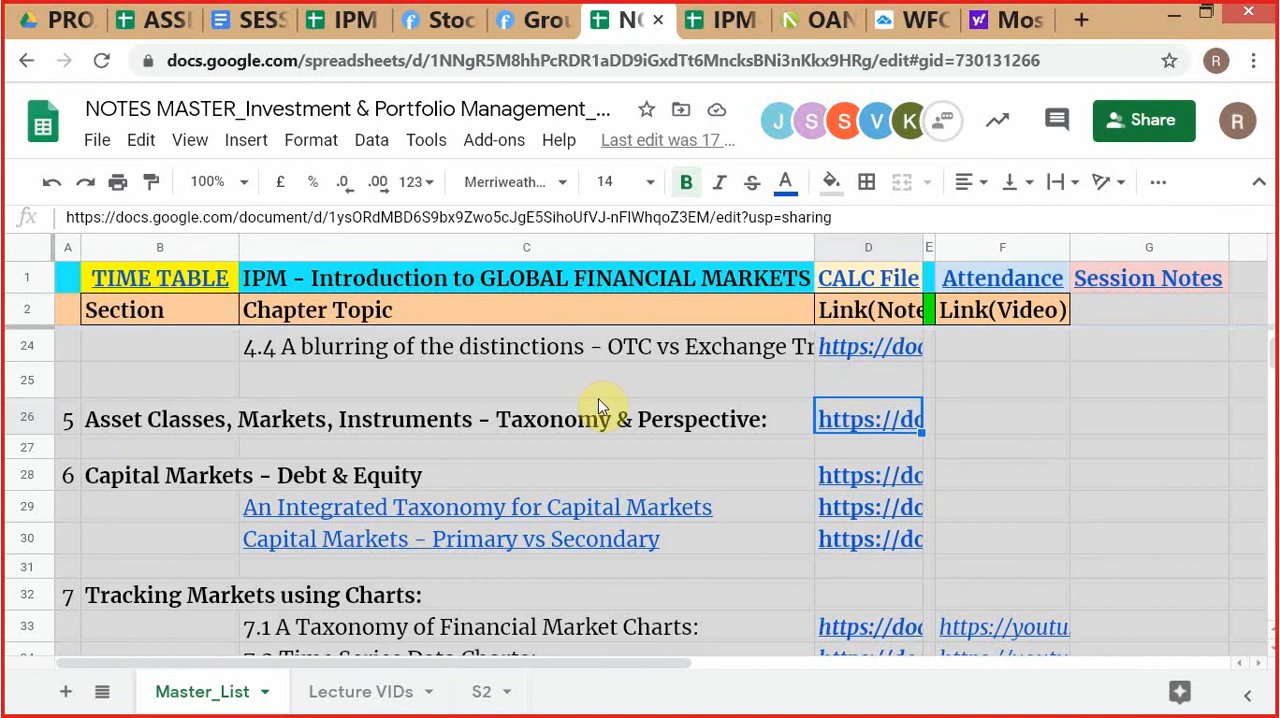 PRO
ASSE
SESS
IPM
Stoc
Grou
NO
IPM-
OAN
WFC
Mos
docs.google.com/spreadsheets/d/1NNgR5M8hhPcRDR1aDD9iGxdTt6MncksBNi3nKkx9HRg/edit#gid=730131266
R
NOTES MASTER_Investment & Portfolio Management_...
File Edit View Insert Format Data Tools Add-ons Help Last edit was 17 ...
J S S V K
Share
R
100% £ % .0 .00 123 Merriweath... 14 B I S A
fx https://docs.google.com/document/d/1ysORdMBD6S9bx9Zwo5cJgE5SihoUfVJ-nFIWhqoZ3EM/edit?usp=sharing
A B C D E F G
1 TIME TABLE IPM - Introduction to GLOBAL FINANCIAL MARKETS CALC File Attendance Session Notes
2 Section Chapter Topic Link(Note Link(Video)
24 4.4 A blurring of the distinctions - OTC vs Exchange Tr https://doc
25
26 5 Asset Classes, Markets, Instruments - Taxonomy & Perspective: https://do
27
28 6 Capital Markets - Debt & Equity https://do
29 An Integrated Taxonomy for Capital Markets https://do
30 Capital Markets - Primary vs Secondary https://do
31
32 7 Tracking Markets using Charts:
33 7.1 A Taxonomy of Financial Market Charts: https://doc https://youtu.
Master_List Lecture VIDs S2